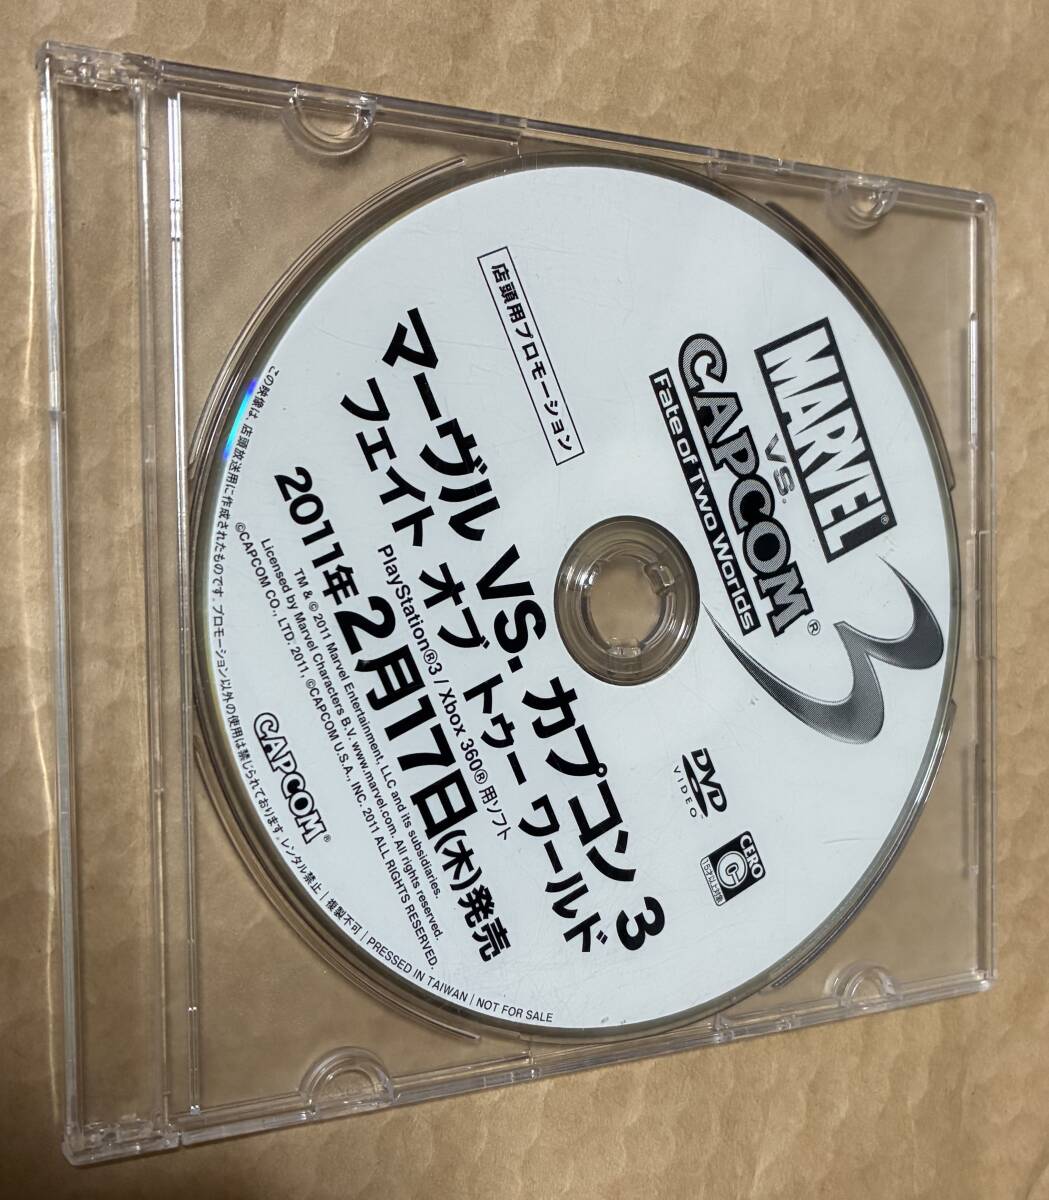 MARVEL®
VS.
CAPCOM® 3
Fate of Two Worlds
店頭用プロモーション
DVD
VIDEO
CERO
C
15才以上対象
マーヴル VS. カプコン 3
フェイト オブ トゥー ワールド
PlayStation®3 / Xbox 360® 用ソフト
2011年2月17日(木)発売
TM & © 2011 Marvel Entertainment, LLC and its subsidiaries.
Licensed by Marvel Characters B.V. www.marvel.com. All rights reserved.
©CAPCOM CO., LTD. 2011, ©CAPCOM U.S.A., INC. 2011 ALL RIGHTS RESERVED.
CAPCOM®
この映像は、店頭放送用に作成されたものです。プロモーション以外の使用は禁じられております。レンタル禁止 | 複製不可 | PRESSED IN TAIWAN | NOT FOR SALE